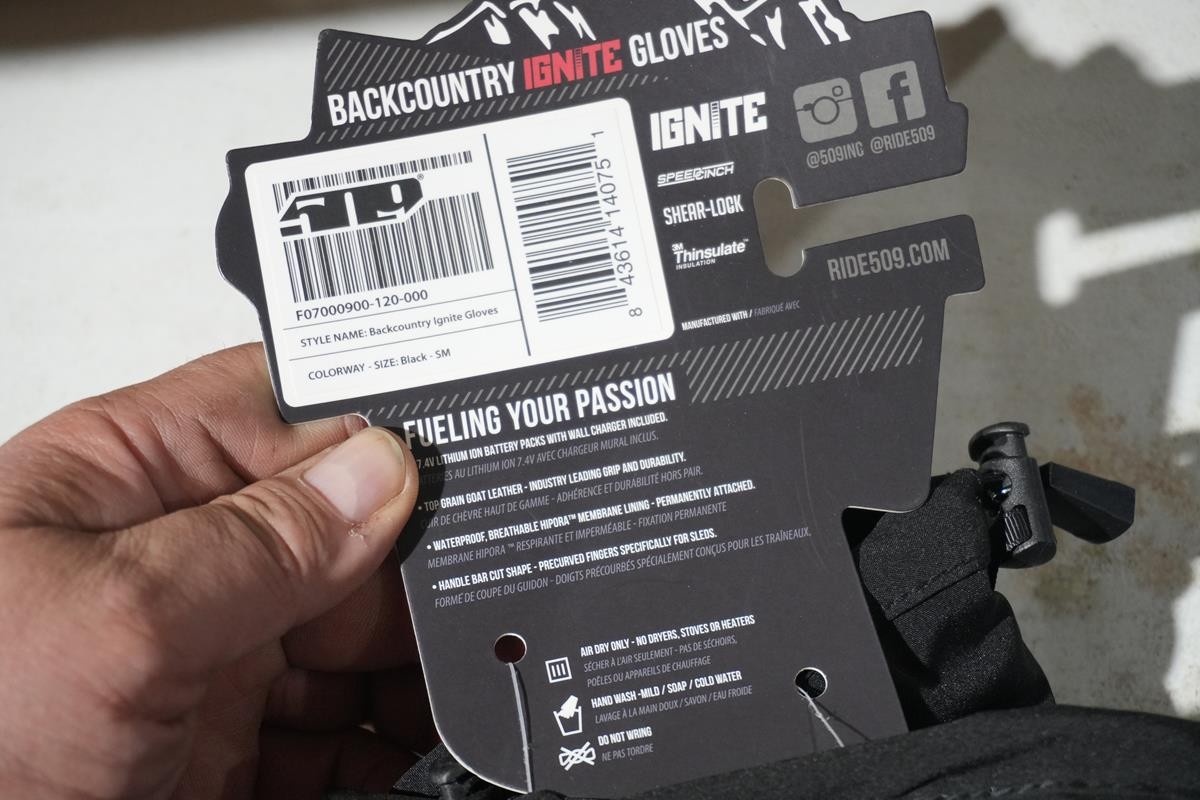 BACKCOUNTRY IGNITE GLOVES
509®
F07000900-120-000
STYLE NAME: Backcountry Ignite Gloves
COLORWAY - SIZE: Black - SM
8 43614 14075 1
IGNITE
SPEEDCINCH
SHEAR-LOCK
3M
Thinsulate™
INSULATION
@509INC @RIDE509
RIDE509.COM
MANUFACTURED WITH / FABRIQUÉ AVEC
FUELING YOUR PASSION
7.4V LITHIUM ION BATTERY PACKS WITH WALL CHARGER INCLUDED.
AU LITHIUM ION 7.4V AVEC CHARGEUR MURAL INCLUS.
• TOP GRAIN GOAT LEATHER - INDUSTRY LEADING GRIP AND DURABILITY.
CUIR DE CHÈVRE HAUT DE GAMME - ADHÉRENCE ET DURABILITÉ HORS PAIR.
• WATERPROOF, BREATHABLE HIPORA™ MEMBRANE LINING - PERMANENTLY ATTACHED.
MEMBRANE HIPORA ™ RESPIRANTE ET IMPERMÉABLE - FIXATION PERMANENTE
• HANDLE BAR CUT SHAPE - PRECURVED FINGERS SPECIFICALLY FOR SLEDS.
FORME DE COUPE DU GUIDON - DOIGTS PRÉCOURBÉS SPÉCIALEMENT CONÇUS POUR LES TRAÎNEAUX.
AIR DRY ONLY - NO DRYERS, STOVES OR HEATERS
SÉCHER À L'AIR SEULEMENT - PAS DE SÉCHOIRS,
POÊLES OU APPAREILS DE CHAUFFAGE
HAND WASH -MILD / SOAP / COLD WATER
LAVAGE À LA MAIN DOUX / SAVON / EAU FROIDE
DO NOT WRING
NE PAS TORDRE